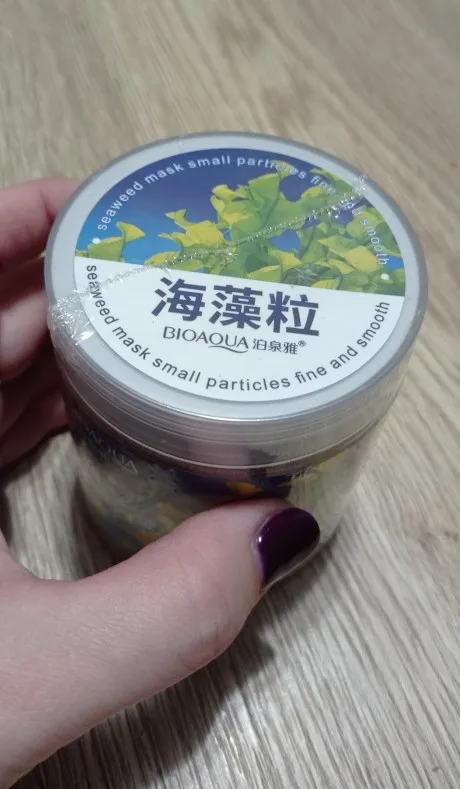 seaweed mask small particles fine and smooth
海藻粒
BIOAQUA 泊泉雅®
seaweed mask small particles fine and smooth
AQUA